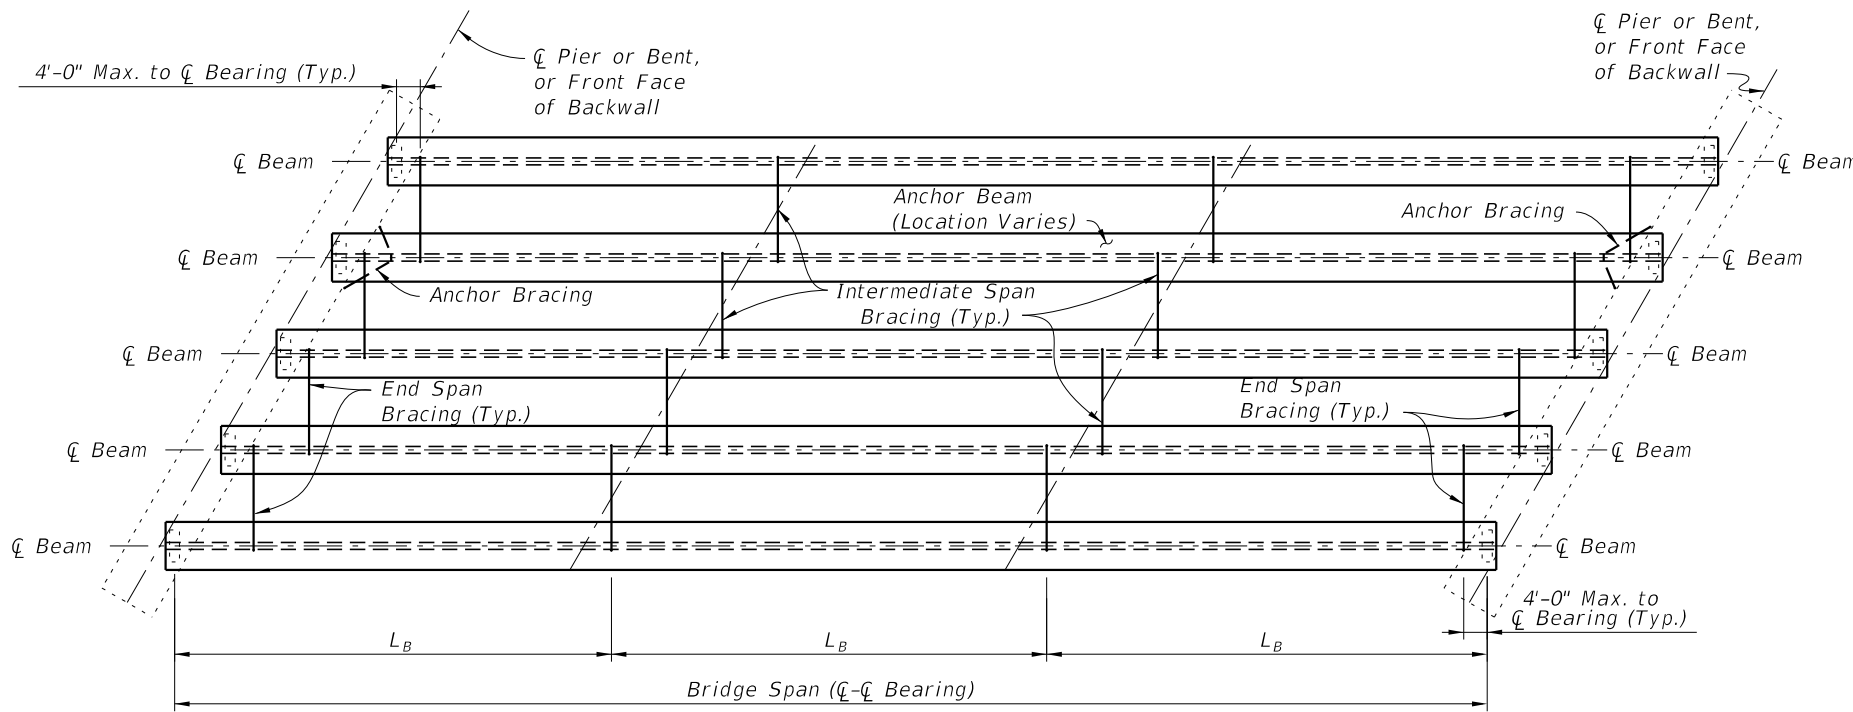 ℄ Pier or Bent,
or Front Face
of Backwall
℄ Pier or Bent,
or Front Face
of Backwall
4'-0" Max. to ℄ Bearing (Typ.)
℄ Beam
℄ Beam
Anchor Beam
(Location Varies)
Anchor Bracing
℄ Beam
℄ Beam
Anchor Bracing
Intermediate Span
Bracing (Typ.)
℄ Beam
℄ Beam
End Span
Bracing (Typ.)
End Span
Bracing (Typ.)
℄ Beam
℄ Beam
℄ Beam
℄ Beam
4'-0" Max. to
℄ Bearing (Typ.)
L_B
L_B
L_B
Bridge Span (℄-℄ Bearing)